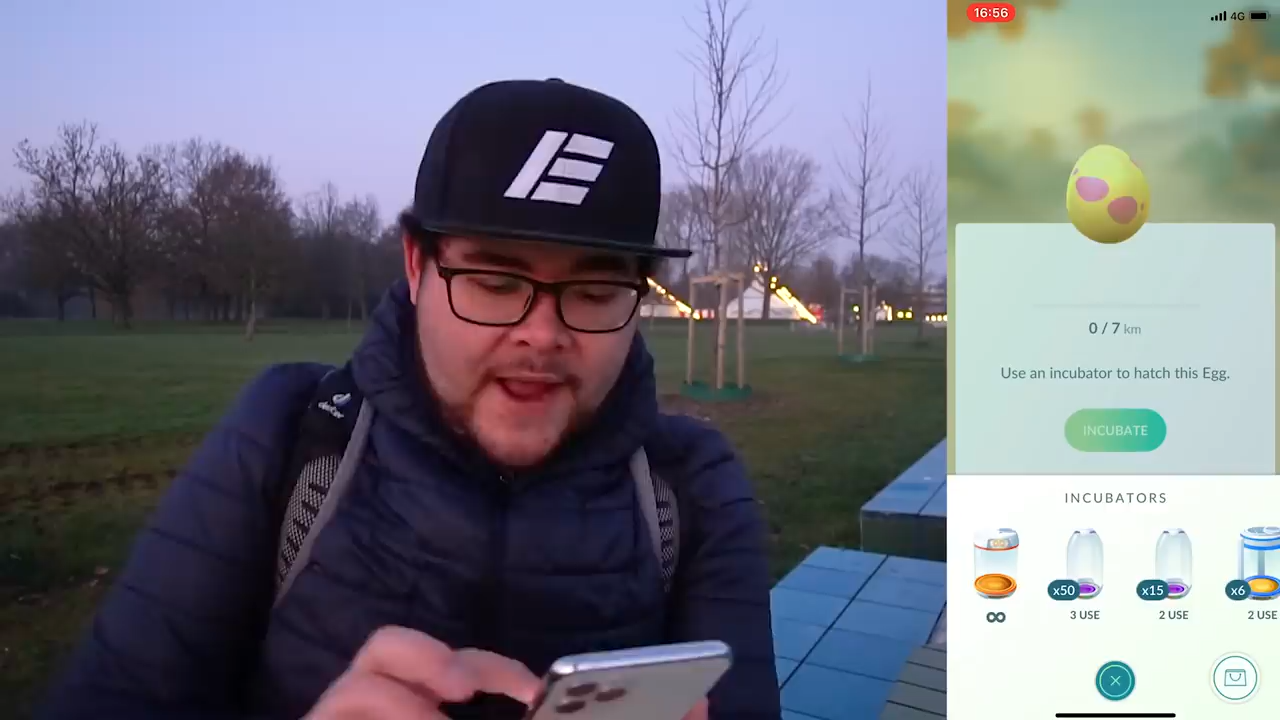 16:56
4G
E
deuter
0 / 7 km
Use an incubator to hatch this Egg.
INCUBATE
INCUBATORS
∞
x50
x15
x6
∞
3 USE
2 USE
2 USE